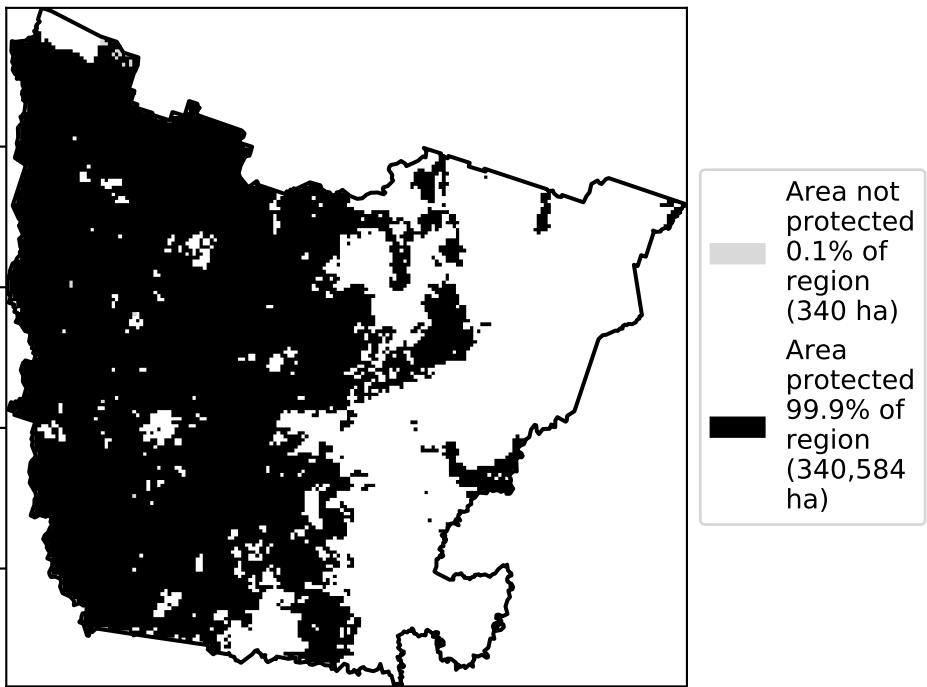 Area not
protected
0.1% of
region
(340 ha)
Area
protected
99.9% of
region
(340,584
ha)